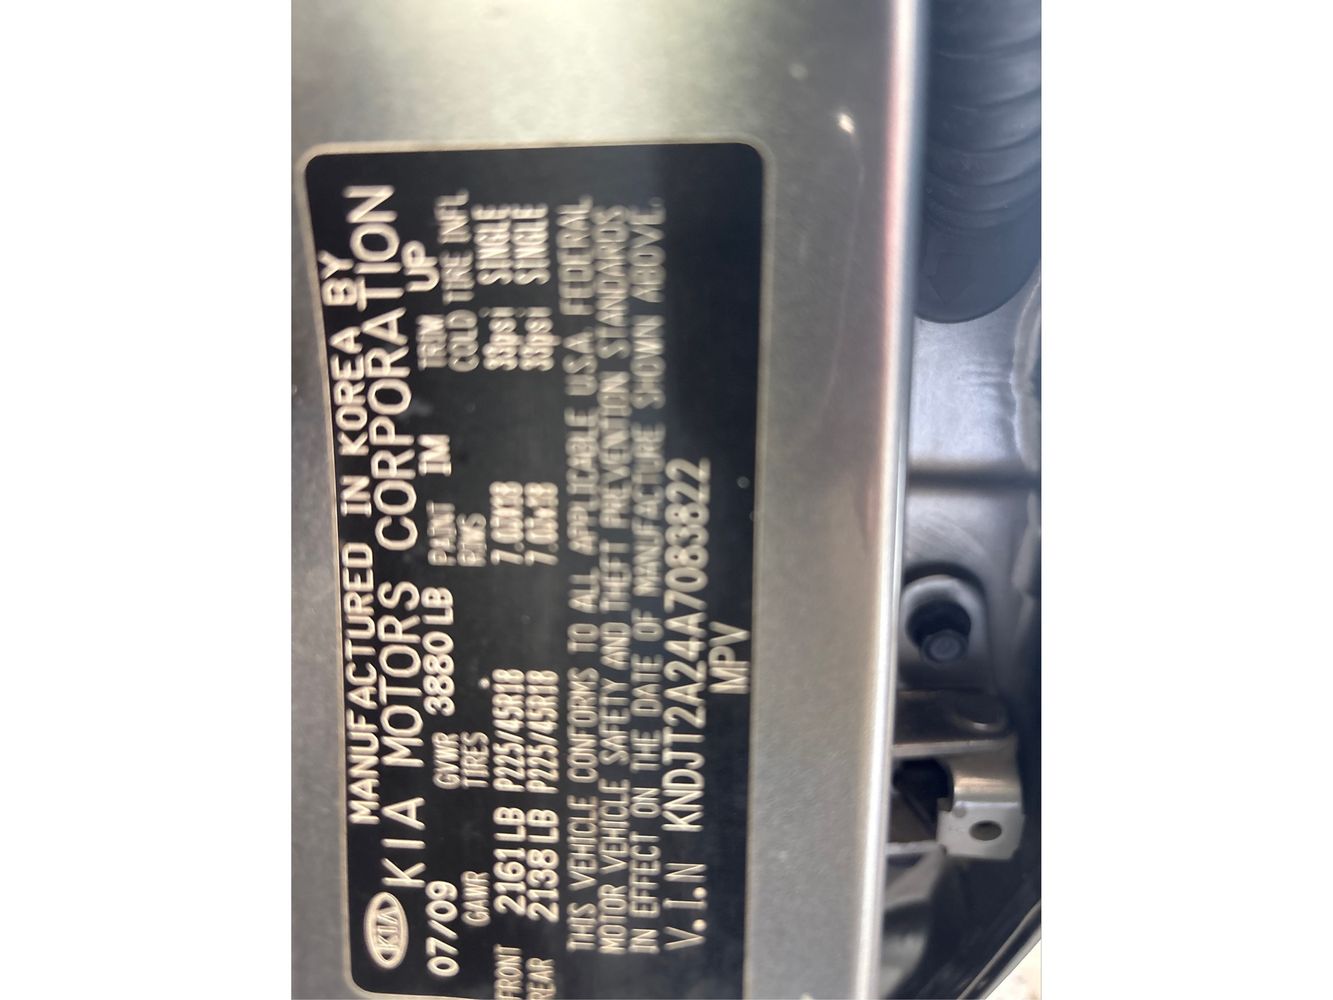 KIA
MANUFACTURED IN KOREA BY
KIA MOTORS CORPORATION
07/09 GVWR 3880 LB PAINT IM TRIM UP
GAWR TIRES RIMS COLD TIRE INFL
FRONT 2161 LB P225/45R18 7.00x18 33psi SINGLE
REAR 2138 LB P225/45R18 7.00x18 33psi SINGLE
THIS VEHICLE CONFORMS TO ALL APPLICABLE U.S.A. FEDERAL
MOTOR VEHICLE SAFETY AND THEFT PREVENTION STANDARDS
IN EFFECT ON THE DATE OF MANUFACTURE SHOWN ABOVE.
V.I.N KNDJT2A24A7083822
MPV